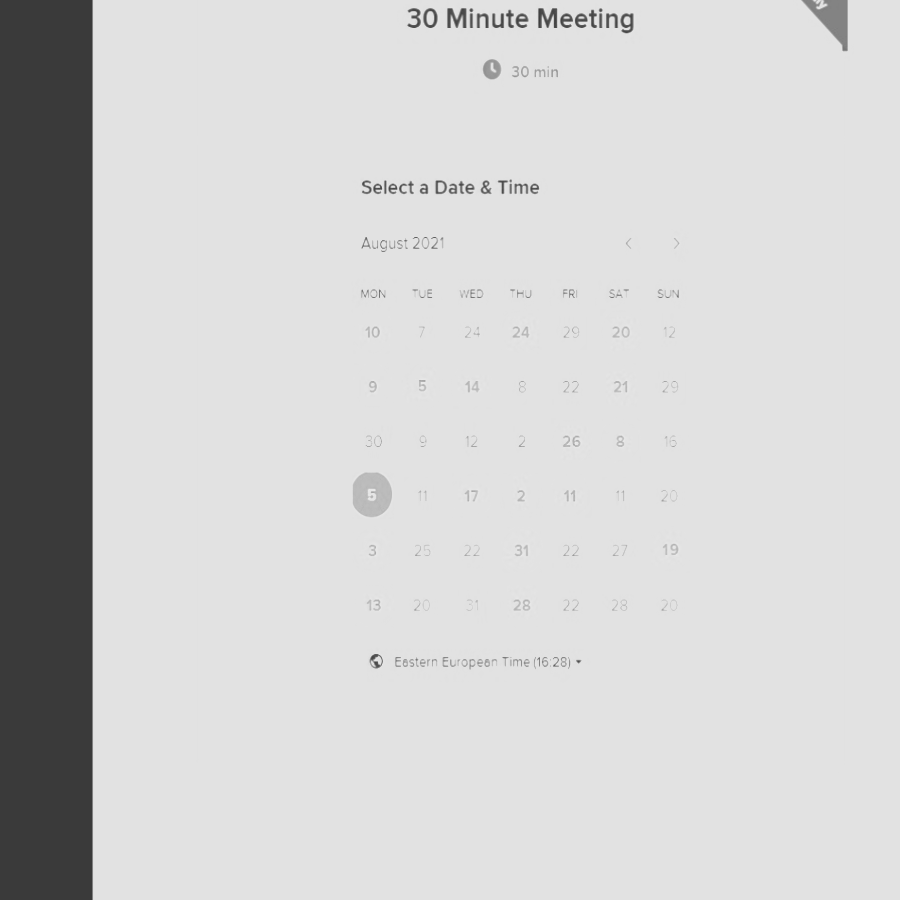 30 Minute Meeting
30 min
Select a Date & Time
August 2021
MON TUE WED THU FRI SAT SUN
10 7 24 24 29 20 12
9 5 14 8 22 21 29
30 9 12 2 26 8 16
5 11 17 2 11 11 20
3 25 22 31 22 27 19
13 20 31 28 22 28 20
Eastern European Time (16:28)